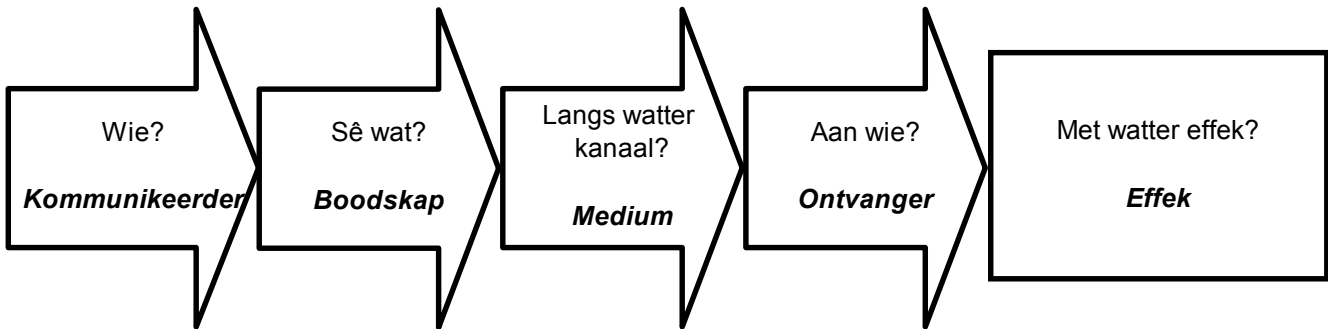 Wie?
Kommunikeerder
Sê wat?
Boodskap
Langs watter
kanaal?
Medium
Aan wie?
Ontvanger
Met watter effek?
Effek